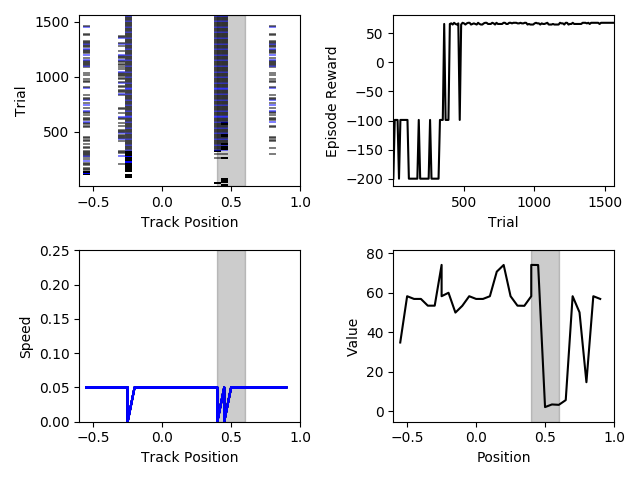 1500
1000
500
Trial
−0.5 0.0 0.5 1.0
Track Position
50
0
−50
−100
−150
−200
Episode Reward
500 1000 1500
Trial
0.25
0.20
0.15
0.10
0.05
0.00
Speed
−0.5 0.0 0.5 1.0
Track Position
80
60
40
20
0
Value
−0.5 0.0 0.5 1.0
Position